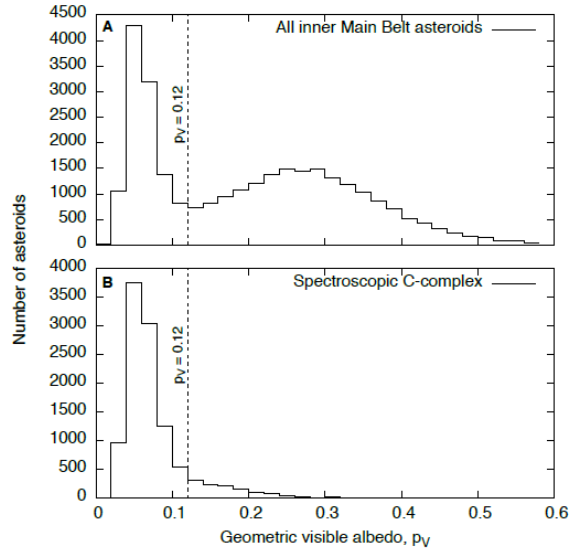 4500
4000
3500
3000
2500
2000
1500
1000
500
0
A
All inner Main Belt asteroids
pV = 0.12
Number of asteroids
4000
3500
3000
2500
2000
1500
1000
500
0
B
Spectroscopic C-complex
pV = 0.12
0 0.1 0.2 0.3 0.4 0.5 0.6
Geometric visible albedo, pV